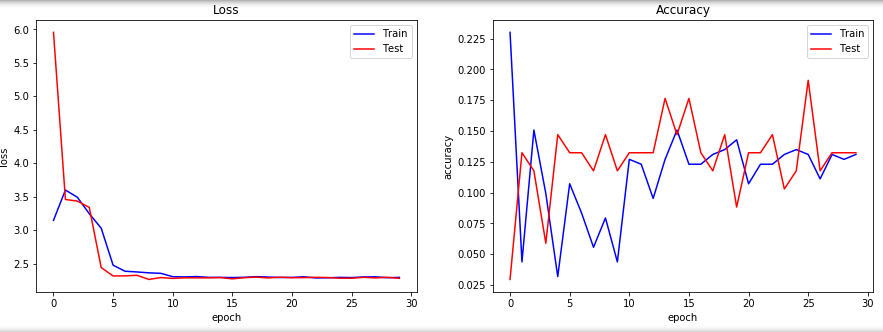 Loss
6.0
5.5
5.0
4.5
4.0
3.5
3.0
2.5
loss
0 5 10 15 20 25 30
epoch
Train
Test
Accuracy
0.225
0.200
0.175
0.150
0.125
0.100
0.075
0.050
0.025
accuracy
0 5 10 15 20 25 30
epoch
Train
Test